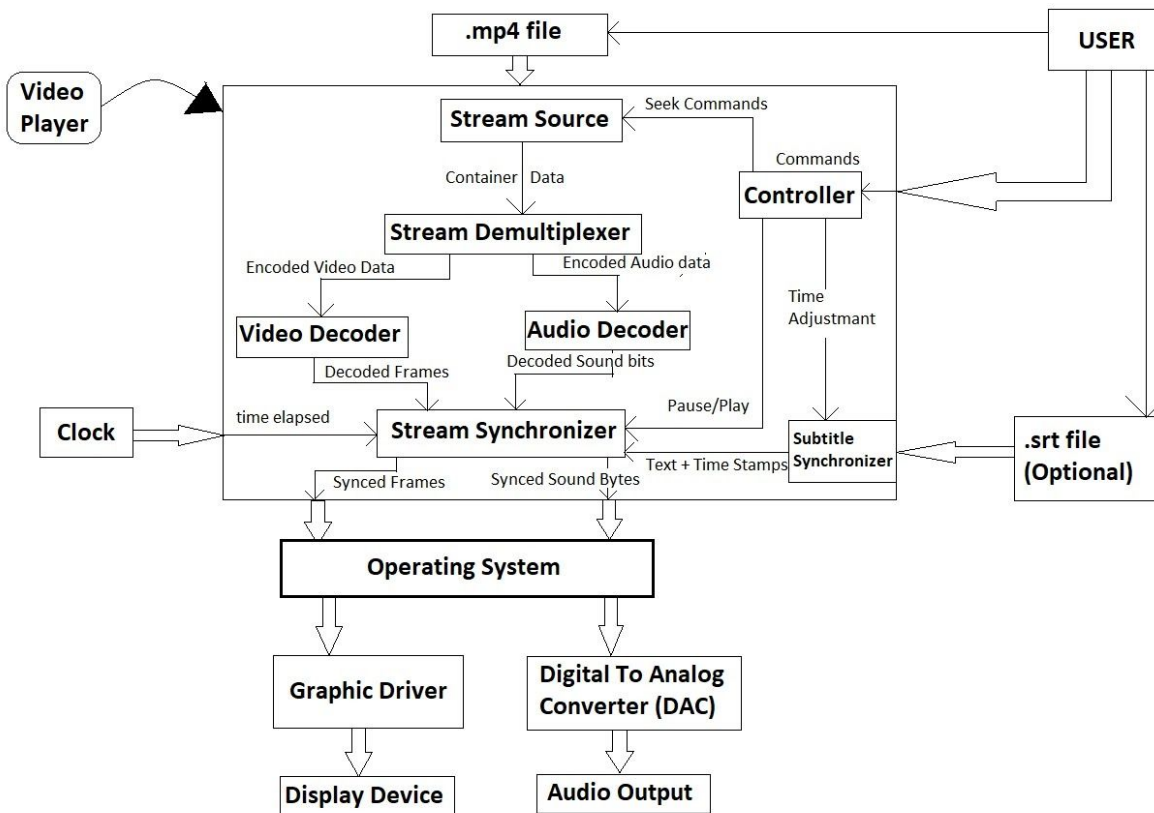 .mp4 file
USER
Video
Player
Stream Source
Seek Commands
Commands
Container Data
Controller
Stream Demultiplexer
Encoded Video Data
Encoded Audio data
Time
Adjustmant
Video Decoder
Audio Decoder
Decoded Frames
Decoded Sound bits
Pause/Play
Clock
time elapsed
Stream Synchronizer
Subtitle
Synchronizer
.srt file
(Optional)
Text + Time Stamps
Synced Frames
Synced Sound Bytes
Operating System
Graphic Driver
Digital To Analog
Converter (DAC)
Display Device
Audio Output